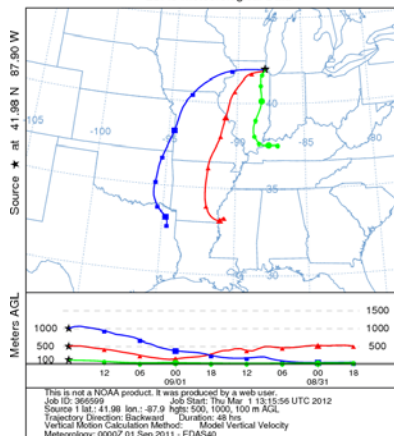 Source ★ at 41.98 N 87.90 W
-105
-100
-95
-90
-85
-80
40
35
30
Meters AGL
1500
1000
1000
500
500
100
12 06 00 18 12 06 00 18
09/01 08/31
This is not a NOAA product. It was produced by a web user.
Job ID: 366599 Job Start: Thu Mar 1 13:15:56 UTC 2012
Source 1 lat.: 41.98 lon.: -87.9 hgts: 500, 1000, 100 m AGL
Trajectory Direction: Backward Duration: 48 hrs
Vertical Motion Calculation Method: Model Vertical Velocity
Meteorology: 0000Z 01 Sep 2011 - EDAS40